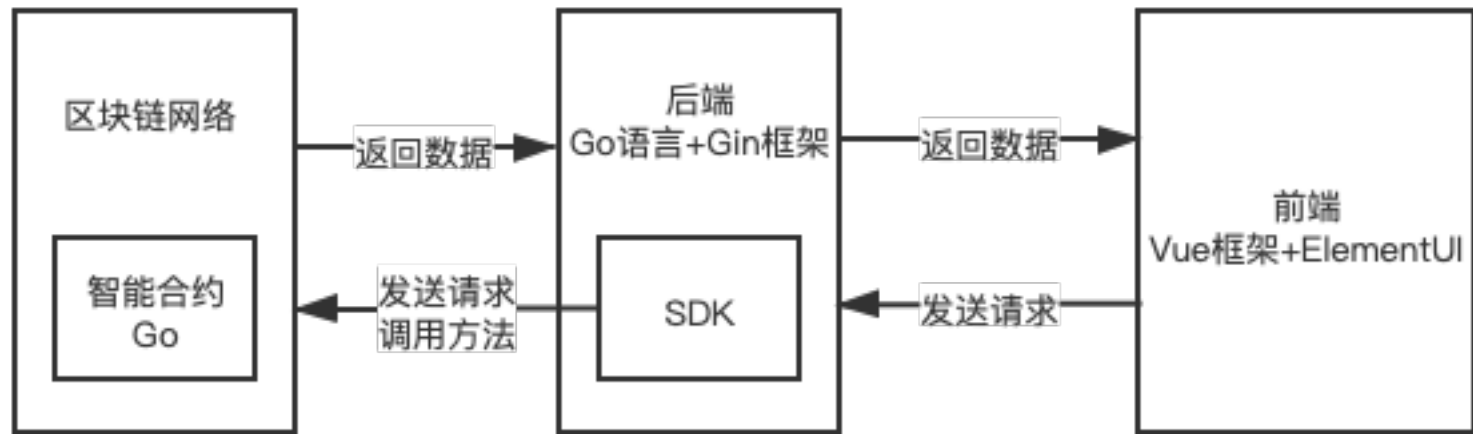 区块链网络
智能合约
Go
返回数据
发送请求
调用方法
后端
Go语言+Gin框架
SDK
返回数据
发送请求
前端
Vue框架+ElementUI